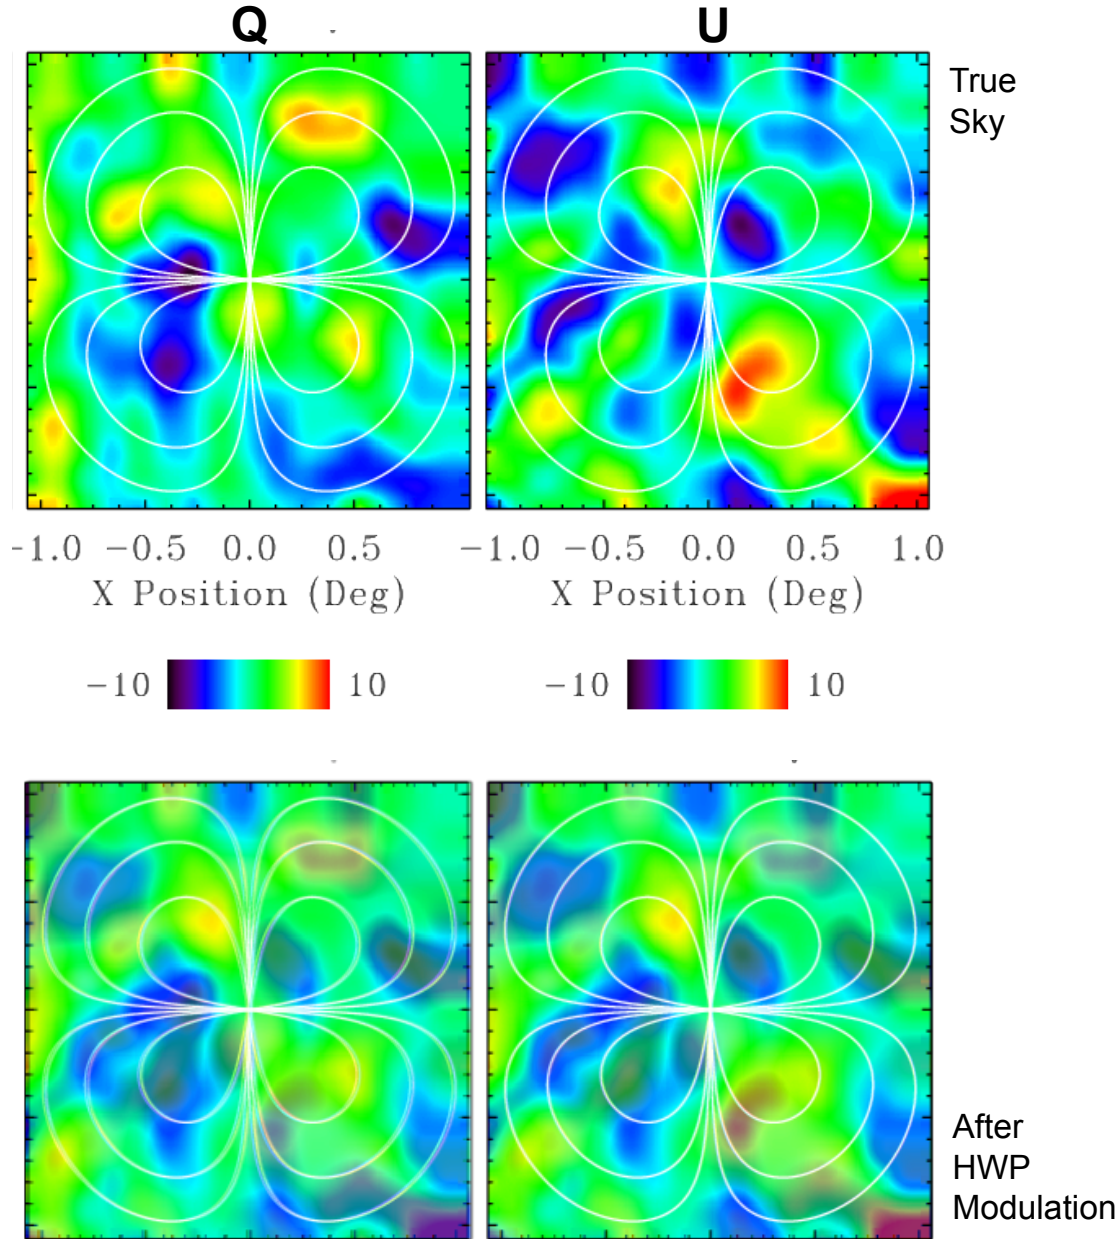 Q U
True
Sky
-1.0 -0.5 0.0 0.5 -1.0 -0.5 0.0 0.5 1.0
X Position (Deg) X Position (Deg)
-10 10 -10 10
After
HWP
Modulation